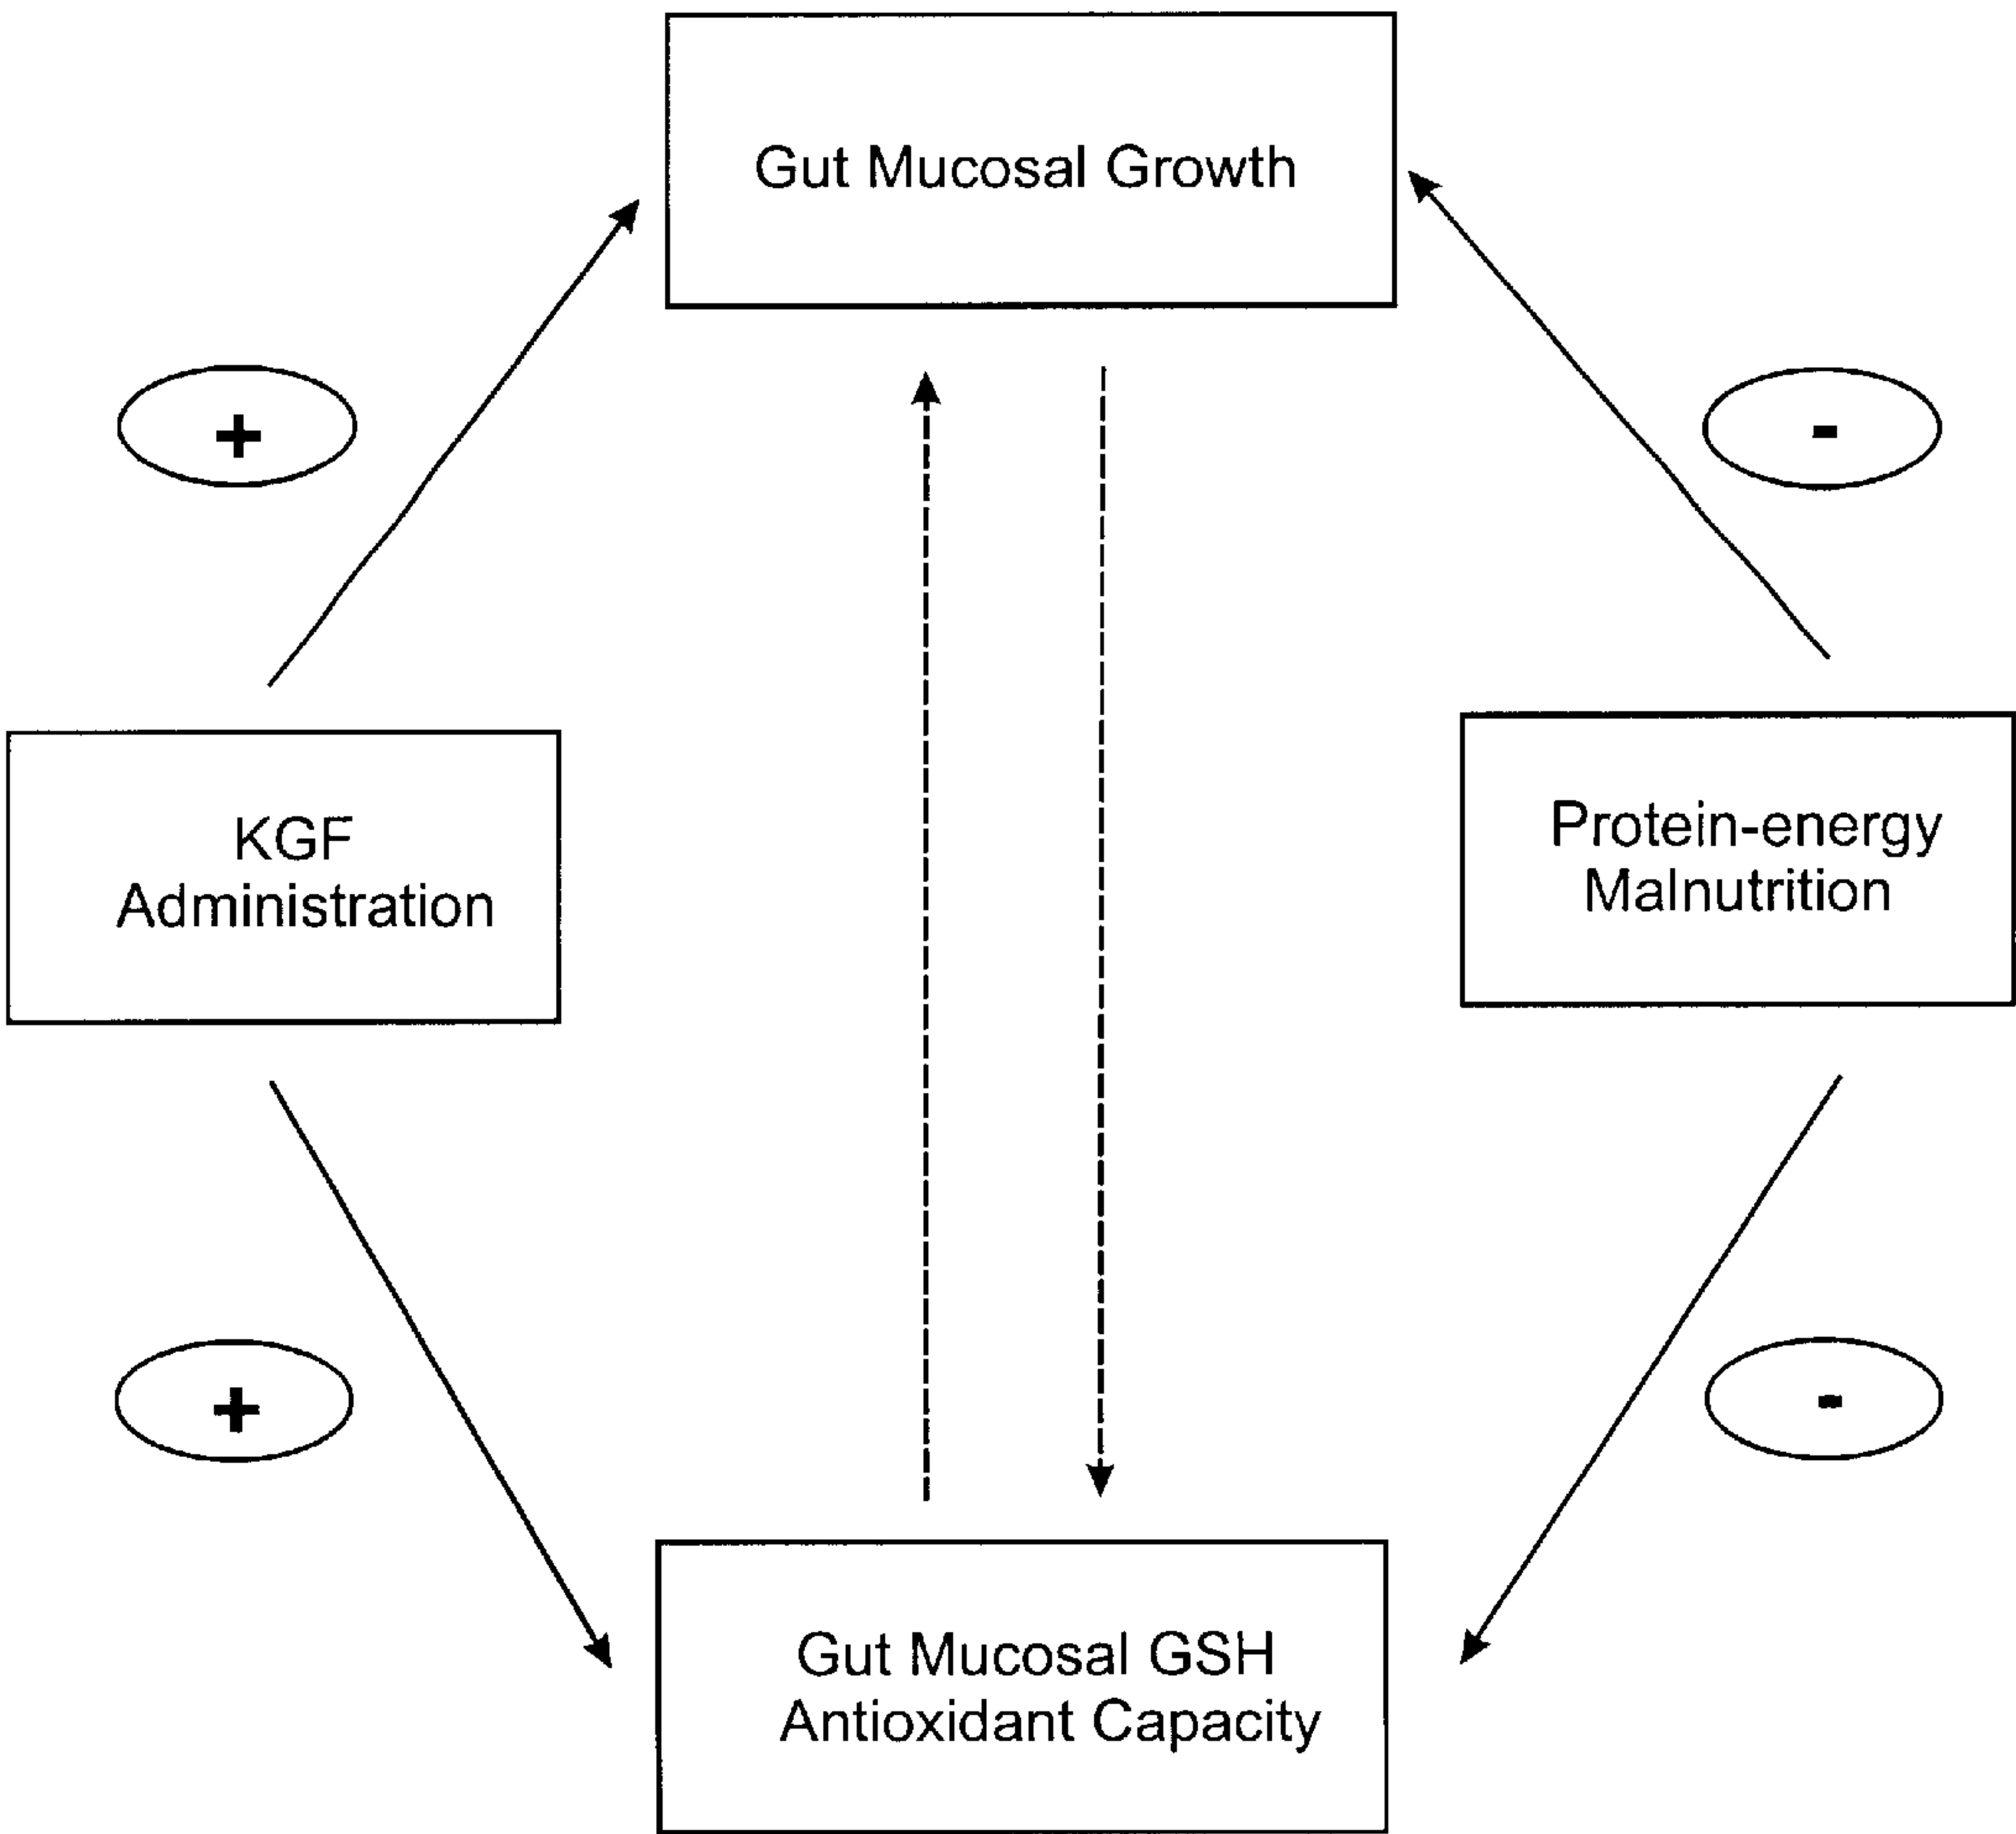 Gut Mucosal Growth
+
-
KGF
Administration
Protein-energy
Malnutrition
+
-
Gut Mucosal GSH
Antioxidant Capacity